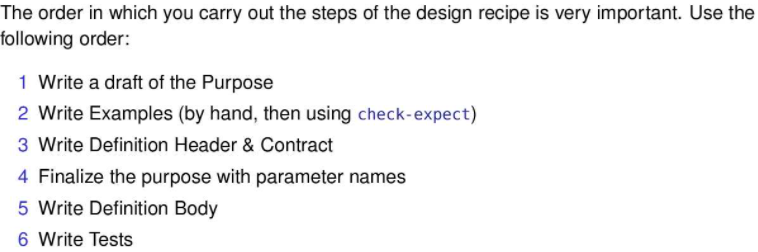 The order in which you carry out the steps of the design recipe is very important. Use the
following order:
1 Write a draft of the Purpose
2 Write Examples (by hand, then using check-expect)
3 Write Definition Header & Contract
4 Finalize the purpose with parameter names
5 Write Definition Body
6 Write Tests